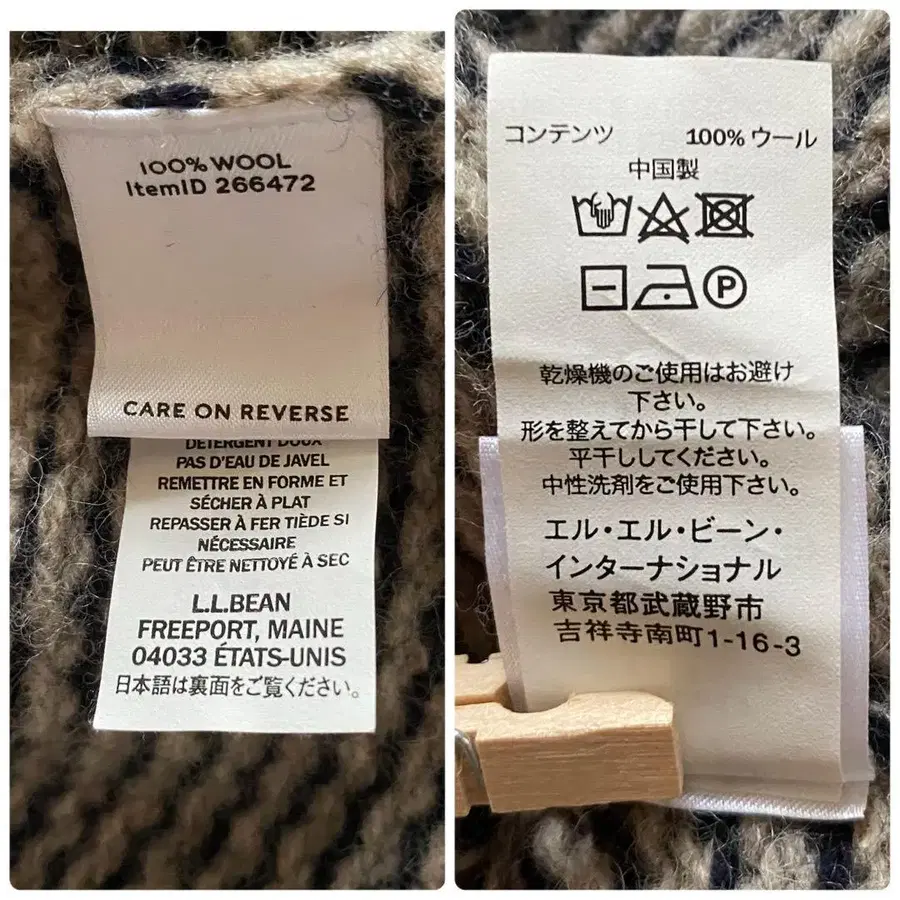 100% WOOL
ItemID 266472
CARE ON REVERSE
DÉTERGENT DOUX
PAS D'EAU DE JAVEL
REMETTRE EN FORME ET
SÉCHER À PLAT
REPASSER À FER TIÈDE SI
NÉCESSAIRE
PEUT ÊTRE NETTOYÉ À SEC
L.L.BEAN
FREEPORT, MAINE
04033 ÉTATS-UNIS
日本語は裏面をご覧ください。
コンテンツ 100% ウール
中国製
P
乾燥機のご使用はお避け
下さい。
形を整えてから干して下さい。
平干ししてください。
中性洗剤をご使用下さい。
エル・エル・ビーン・
インターナショナル
東京都武蔵野市
吉祥寺南町1-16-3